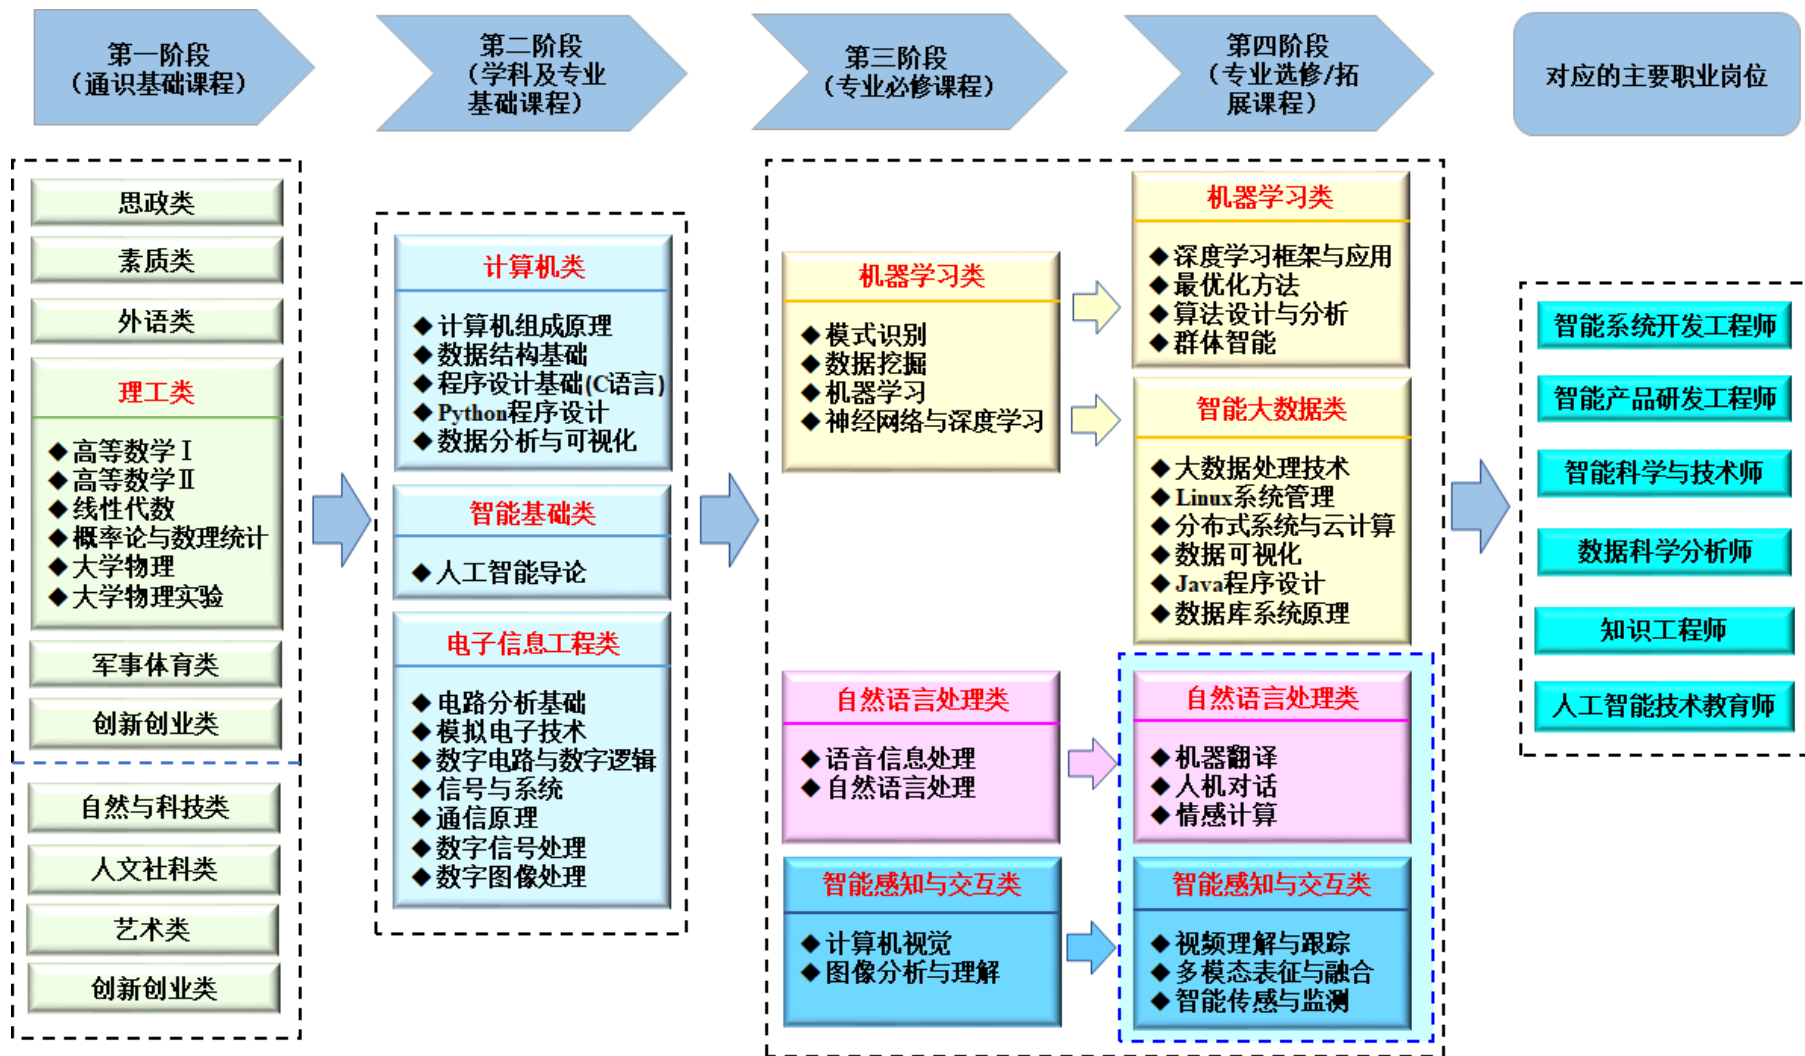 第一阶段
（通识基础课程）
第二阶段
（学科及专业
基础课程）
第三阶段
（专业必修课程）
第四阶段
（专业选修/拓
展课程）
对应的主要职业岗位
思政类
素质类
外语类
理工类
◆高等数学Ⅰ
◆高等数学Ⅱ
◆线性代数
◆概率论与数理统计
◆大学物理
◆大学物理实验
军事体育类
创新创业类
自然与科技类
人文社科类
艺术类
创新创业类
计算机类
◆计算机组成原理
◆数据结构基础
◆程序设计基础(C语言)
◆Python程序设计
◆数据分析与可视化
智能基础类
◆人工智能导论
电子信息工程类
◆电路分析基础
◆模拟电子技术
◆数字电路与数字逻辑
◆信号与系统
◆通信原理
◆数字信号处理
◆数字图像处理
机器学习类
◆模式识别
◆数据挖掘
◆机器学习
◆神经网络与深度学习
自然语言处理类
◆语音信息处理
◆自然语言处理
智能感知与交互类
◆计算机视觉
◆图像分析与理解
机器学习类
◆深度学习框架与应用
◆最优化方法
◆算法设计与分析
◆群体智能
智能大数据类
◆大数据处理技术
◆Linux系统管理
◆分布式系统与云计算
◆数据可视化
◆Java程序设计
◆数据库系统原理
自然语言处理类
◆机器翻译
◆人机对话
◆情感计算
智能感知与交互类
◆视频理解与跟踪
◆多模态表征与融合
◆智能传感与监测
智能系统开发工程师
智能产品研发工程师
智能科学与技术师
数据科学分析师
知识工程师
人工智能技术教育师